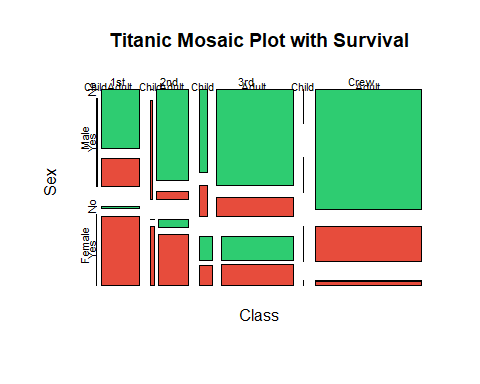 Titanic Mosaic Plot with Survival
1st 2nd 3rd Crew
Child Adult Child Adult Child Adult Child Adult
Sex
Male
Female
No
Yes
No
Yes
Class